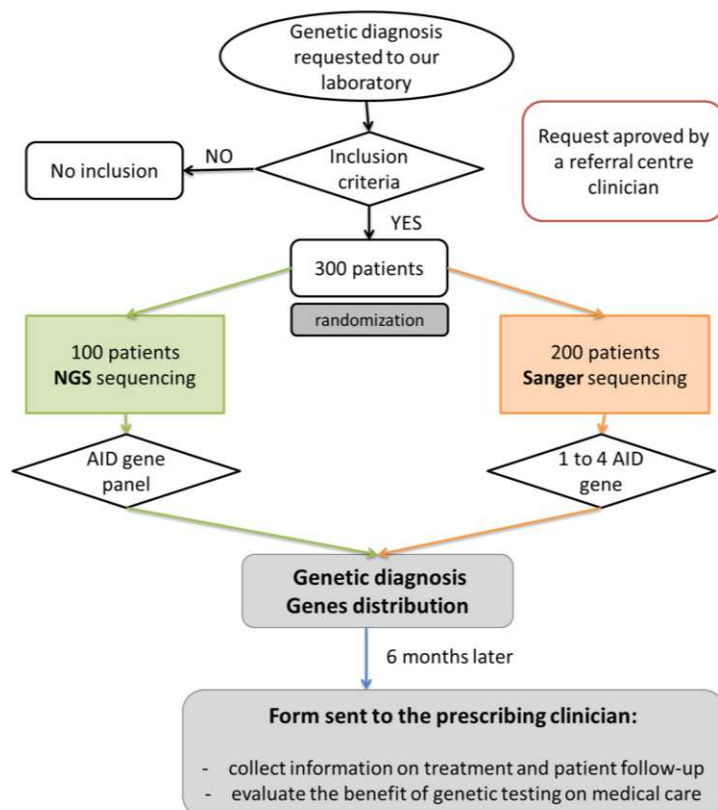 Genetic diagnosis
requested to our
laboratory
Request aproved by
a referral centre
clinician
No inclusion
NO
Inclusion
criteria
YES
300 patients
randomization
100 patients
NGS sequencing
200 patients
Sanger sequencing
AID gene
panel
1 to 4 AID
gene
Genetic diagnosis
Genes distribution
6 months later
Form sent to the prescribing clinician:
- collect information on treatment and patient follow-up
- evaluate the benefit of genetic testing on medical care